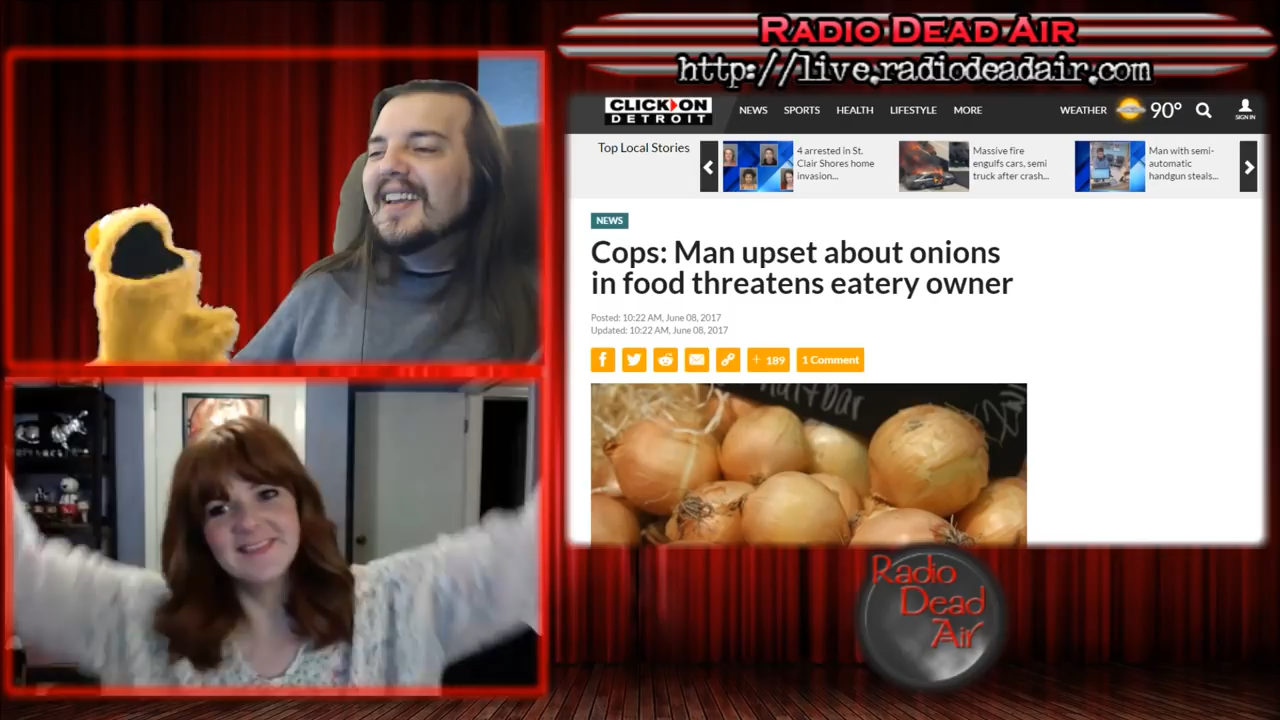 Radio Dead Air
http://live.radiodeadair.com
CLICK ON
DETROIT
NEWS SPORTS HEALTH LIFESTYLE MORE WEATHER 90° SIGN IN
Top Local Stories
4 arrested in St.
Clair Shores home
invasion...
Massive fire
engulfs cars, semi
truck after crash...
Man with semi-
automatic
handgun steals...
NEWS
Cops: Man upset about onions
in food threatens eatery owner
Posted: 10:22 AM, June 08, 2017
Updated: 10:22 AM, June 08, 2017
+ 189
1 Comment
Radio
Dead
Air